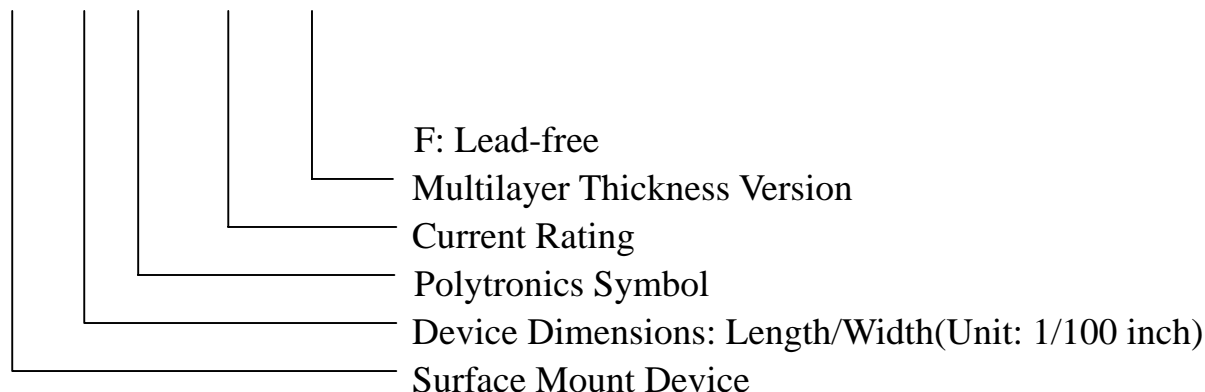 F: Lead-free
Multilayer Thickness Version
Current Rating
Polytronics Symbol
Device Dimensions: Length/Width(Unit: 1/100 inch)
Surface Mount Device